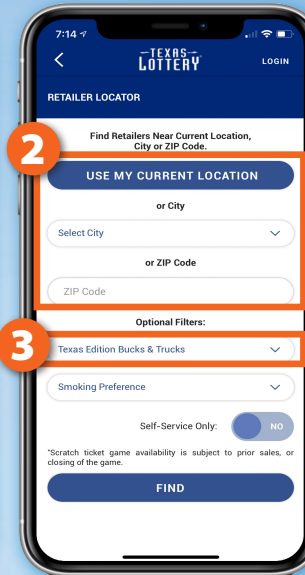 7:14
TEXAS
LOTTERY
LOGIN
RETAILER LOCATOR
Find Retailers Near Current Location,
City or ZIP Code.
2
USE MY CURRENT LOCATION
or City
Select City
or ZIP Code
ZIP Code
Optional Filters:
3
Texas Edition Bucks & Trucks
Smoking Preference
Self-Service Only:
NO
*Scratch ticket game availability is subject to prior sales, or
closing of the game.
FIND